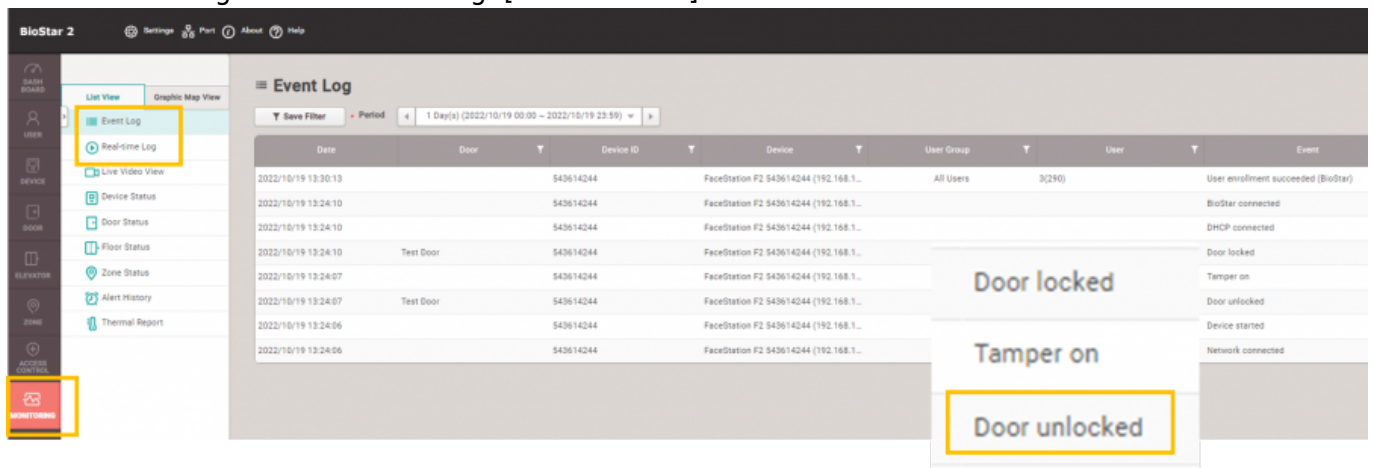 BioStar 2 Settings Port About Help
DASH BOARD
USER
DEVICE
DOOR
ELEVATOR
ZONE
ACCESS CONTROL
MONITORING
List View Graphic Map View
Event Log
Real-time Log
Live Video View
Device Status
Door Status
Floor Status
Zone Status
Alert History
Thermal Report
Event Log
Save Filter • Period 1 Day(s) (2022/10/19 00:00 ~ 2022/10/19 23:59)
Date Door Device ID Device User Group User Event
2022/10/19 13:30:13 543614244 FaceStation F2 543614244 (192.168.1... All Users 3(290) User enrollment succeeded (BioStar)
2022/10/19 13:24:10 543614244 FaceStation F2 543614244 (192.168.1... BioStar connected
2022/10/19 13:24:10 543614244 FaceStation F2 543614244 (192.168.1... DHCP connected
2022/10/19 13:24:10 Test Door 543614244 FaceStation F2 543614244 (192.168.1... Door locked
2022/10/19 13:24:07 543614244 FaceStation F2 543614244 (192.168.1... Tamper on
2022/10/19 13:24:07 Test Door 543614244 FaceStation F2 543614244 (192.168.1... Door unlocked
2022/10/19 13:24:06 543614244 FaceStation F2 543614244 (192.168.1... Device started
2022/10/19 13:24:06 543614244 FaceStation F2 543614244 (192.168.1... Network connected
Door locked
Tamper on
Door unlocked